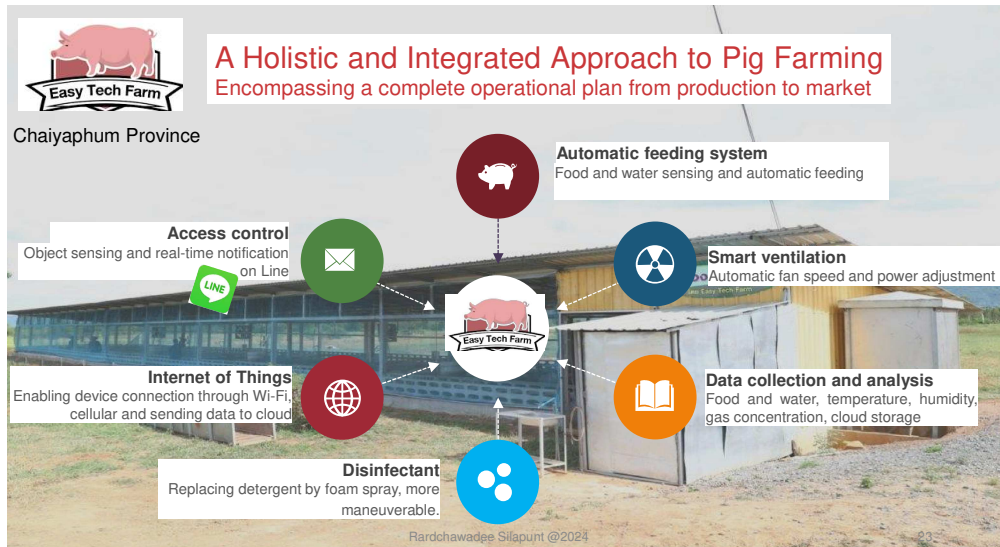 Easy Tech Farm
A Holistic and Integrated Approach to Pig Farming
Encompassing a complete operational plan from production to market
Chaiyaphum Province
Automatic feeding system
Food and water sensing and automatic feeding
Access control
Object sensing and real-time notification
on Line
LINE
Smart ventilation
Automatic fan speed and power adjustment
Easy Tech Farm
Easy Tech Farm
Internet of Things
Enabling device connection through Wi-Fi,
cellular and sending data to cloud
Data collection and analysis
Food and water, temperature, humidity,
gas concentration, cloud storage
Disinfectant
Replacing detergent by foam spray, more
maneuverable.
Rardchawadee Silapunt @2024
23